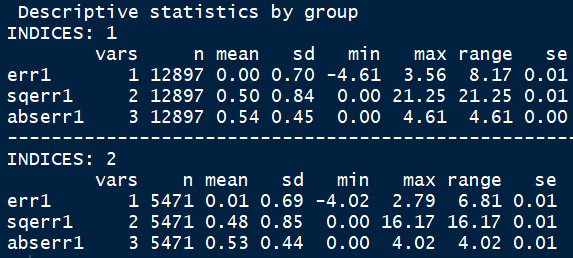 Descriptive statistics by group
INDICES: 1
        vars     n mean   sd   min   max range   se
err1       1 12897 0.00 0.70 -4.61  3.56  8.17 0.01
sqerr1     2 12897 0.50 0.84  0.00 21.25 21.25 0.01
abserr1    3 12897 0.54 0.45  0.00  4.61  4.61 0.00
------------------------------------------------------
INDICES: 2
        vars    n mean   sd   min   max range   se
err1       1 5471 0.01 0.69 -4.02  2.79  6.81 0.01
sqerr1     2 5471 0.48 0.85  0.00 16.17 16.17 0.01
abserr1    3 5471 0.53 0.44  0.00  4.02  4.02 0.01